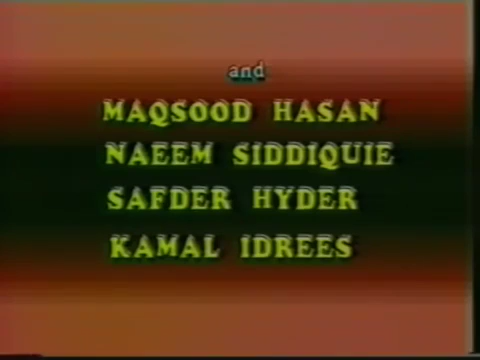 and
MAQSOOD HASAN
NAEEM SIDDIQUIE
SAFDER HYDER
KAMAL IDREES